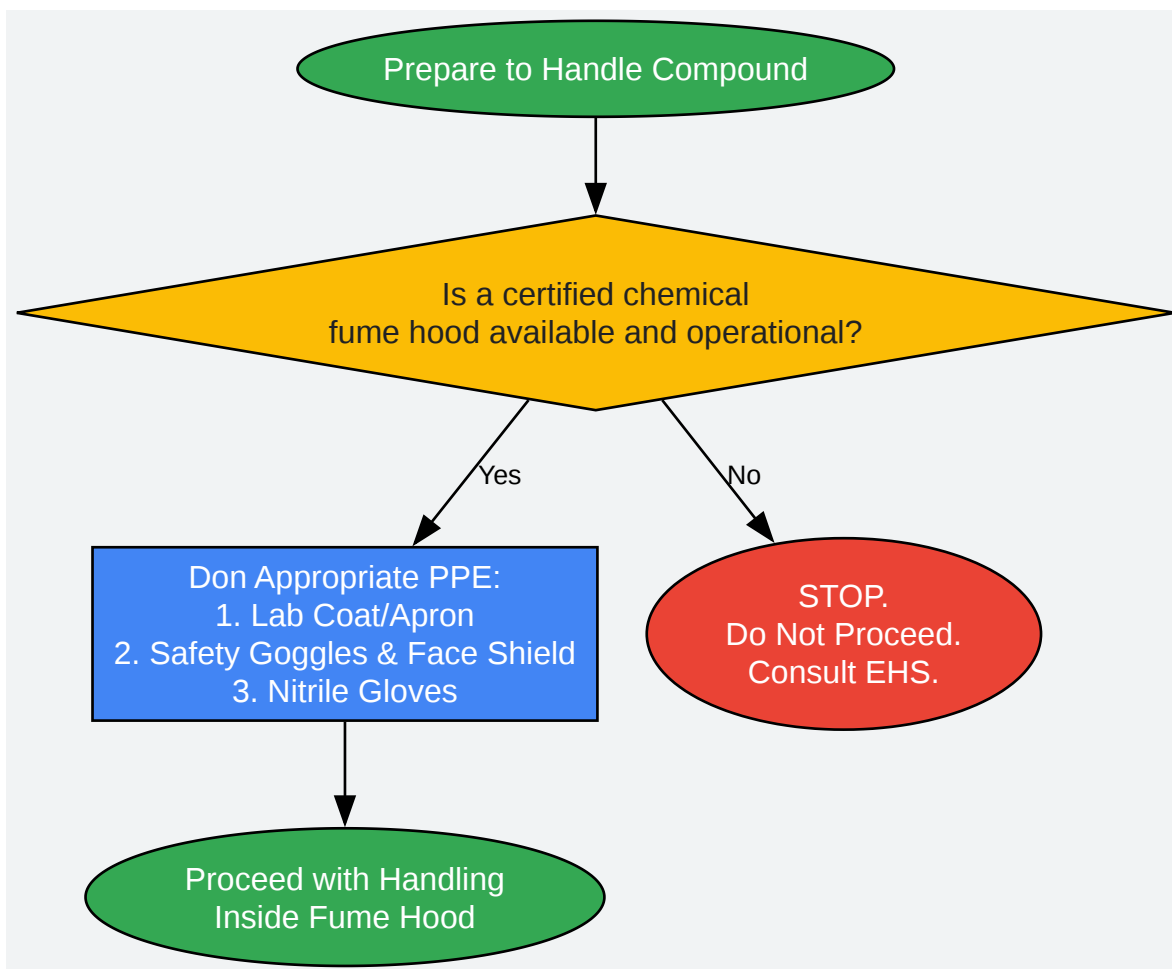 Prepare to Handle Compound
Is a certified chemical
fume hood available and operational?
Yes
No
Don Appropriate PPE:
1. Lab Coat/Apron
2. Safety Goggles & Face Shield
3. Nitrile Gloves
STOP.
Do Not Proceed.
Consult EHS.
Proceed with Handling
Inside Fume Hood